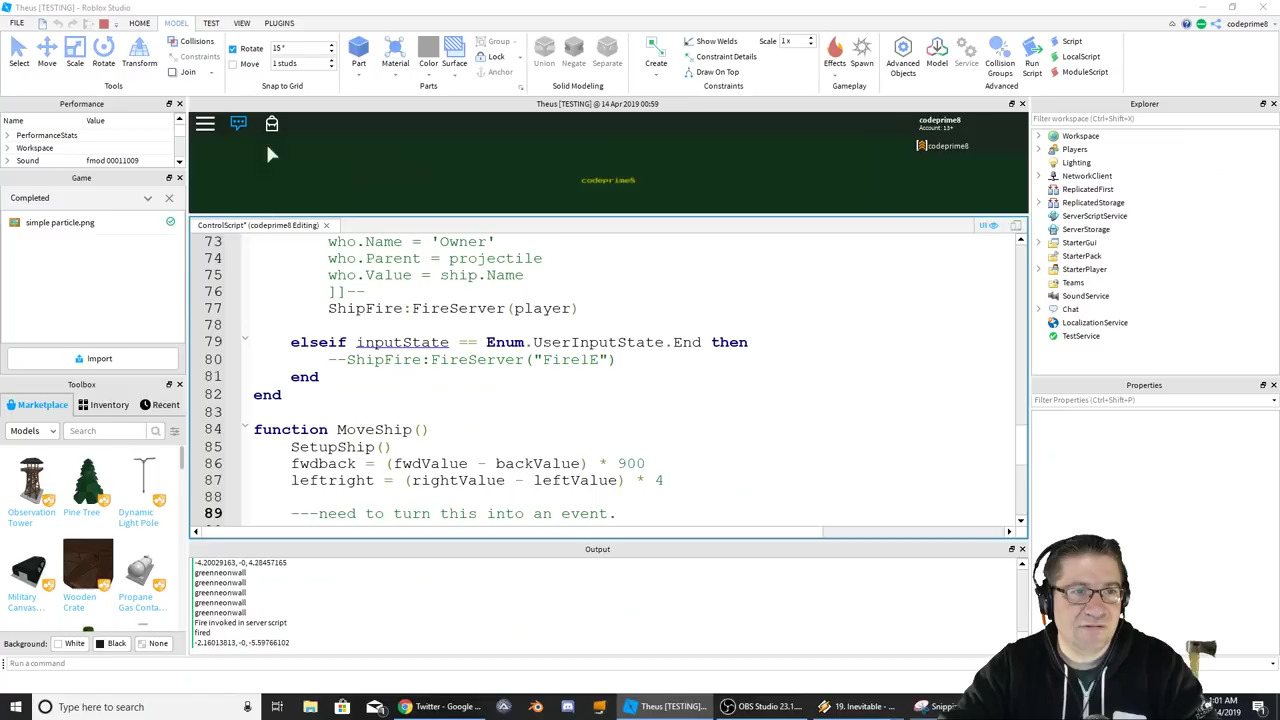 Theus [TESTING] - Roblox Studio
FILE HOME MODEL TEST VIEW PLUGINS codeprime8
Select Move Scale Rotate Transform
Collisions
Constraints
Join
Tools
Rotate 15°
Move 1 studs
Snap to Grid
Part Material Color Surface
Group
Lock
Anchor
Parts
Union Negate Separate
Solid Modeling
Create
Show Welds
Constraint Details
Draw On Top
Scale 1 x
Constraints
Effects Spawn
Gameplay
Advanced Objects
Model
Service
Collision Groups
Run Script
Script
LocalScript
ModuleScript
Advanced
Performance
Name Value
PerformanceStats
Workspace
Sound fmod 00011009
Game
Completed
simple particle.png
Import
Toolbox
Marketplace Inventory Recent
Models Search
Observation Tower
Pine Tree
Dynamic Light Pole
Military Canvas...
Wooden Crate
Propane Gas Conta...
Background: White Black None
Run a command
Theus [TESTING] @ 14 Apr 2019 00:59
codeprime8
Account: 13+
codeprime8
codeprime8
ControlScript* (codeprime8 Editing) UI
73 who.Name = 'Owner'
74 who.Parent = projectile
75 who.Value = ship.Name
76 ]]--
77 ShipFire:FireServer(player)
78
79 elseif inputState == Enum.UserInputState.End then
80 --ShipFire:FireServer("Fire1E")
81 end
82 end
83
84 function MoveShip()
85 SetupShip()
86 fwdback = (fwdValue - backValue) * 900
87 leftright = (rightValue - leftValue) * 4
88
89 ---need to turn this into an event.
Output
-4.20029163, -0, 4.28457165
greenneonwall
greenneonwall
greenneonwall
greenneonwall
greenneonwall
Fire invoked in server script
fired
-2.16013813, -0, -5.59766102
Explorer
Filter workspace (Ctrl+Shift+X)
Workspace
Players
Lighting
NetworkClient
ReplicatedFirst
ReplicatedStorage
ServerScriptService
ServerStorage
StarterGui
StarterPack
StarterPlayer
Teams
SoundService
Chat
LocalizationService
TestService
Properties
Filter Properties (Ctrl+Shift+P)
Type here to search
Twitter - Google ...
Theus [TESTING]...
OBS Studio 23.1....
19. Inevitable - ...
Snippi